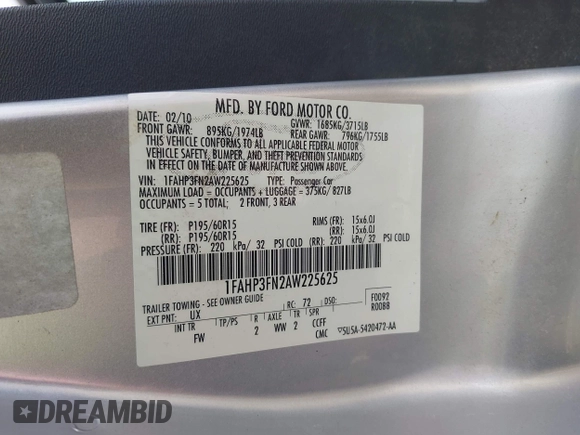 MFD. BY FORD MOTOR CO.
DATE: 02/10 GVWR: 1685KG/3715LB
FRONT GAWR: 895KG/1974LB REAR GAWR: 796KG/1755LB
THIS VEHICLE CONFORMS TO ALL APPLICABLE FEDERAL MOTOR
VEHICLE SAFETY, BUMPER, AND THEFT PREVENTION STANDARDS
IN EFFECT ON THE DATE OF MANUFACTURE SHOWN ABOVE.
VIN: 1FAHP3FN2AW225625 TYPE: Passenger Car
MAXIMUM LOAD = OCCUPANTS + LUGGAGE = 375KG/ 827LB
OCCUPANTS = 5 TOTAL; 2 FRONT, 3 REAR
TIRE (FR): P195/60R15 RIMS (FR): 15x6.0J
(RR): P195/60R15 (RR): 15x6.0J
PRESSURE (FR): 220 kPa/ 32 PSI COLD (RR): 220 kPa/ 32 PSI COLD
1FAHP3FN2AW225625
TRAILER TOWING - SEE OWNER GUIDE RC: 72 DSO: F0092
EXT PNT: UX R0088
INT TR TP/PS R AXLE TR SPR
FW 2 WW 2 CCFF
CMC 5U5A-5420472-AA
DREAMBID